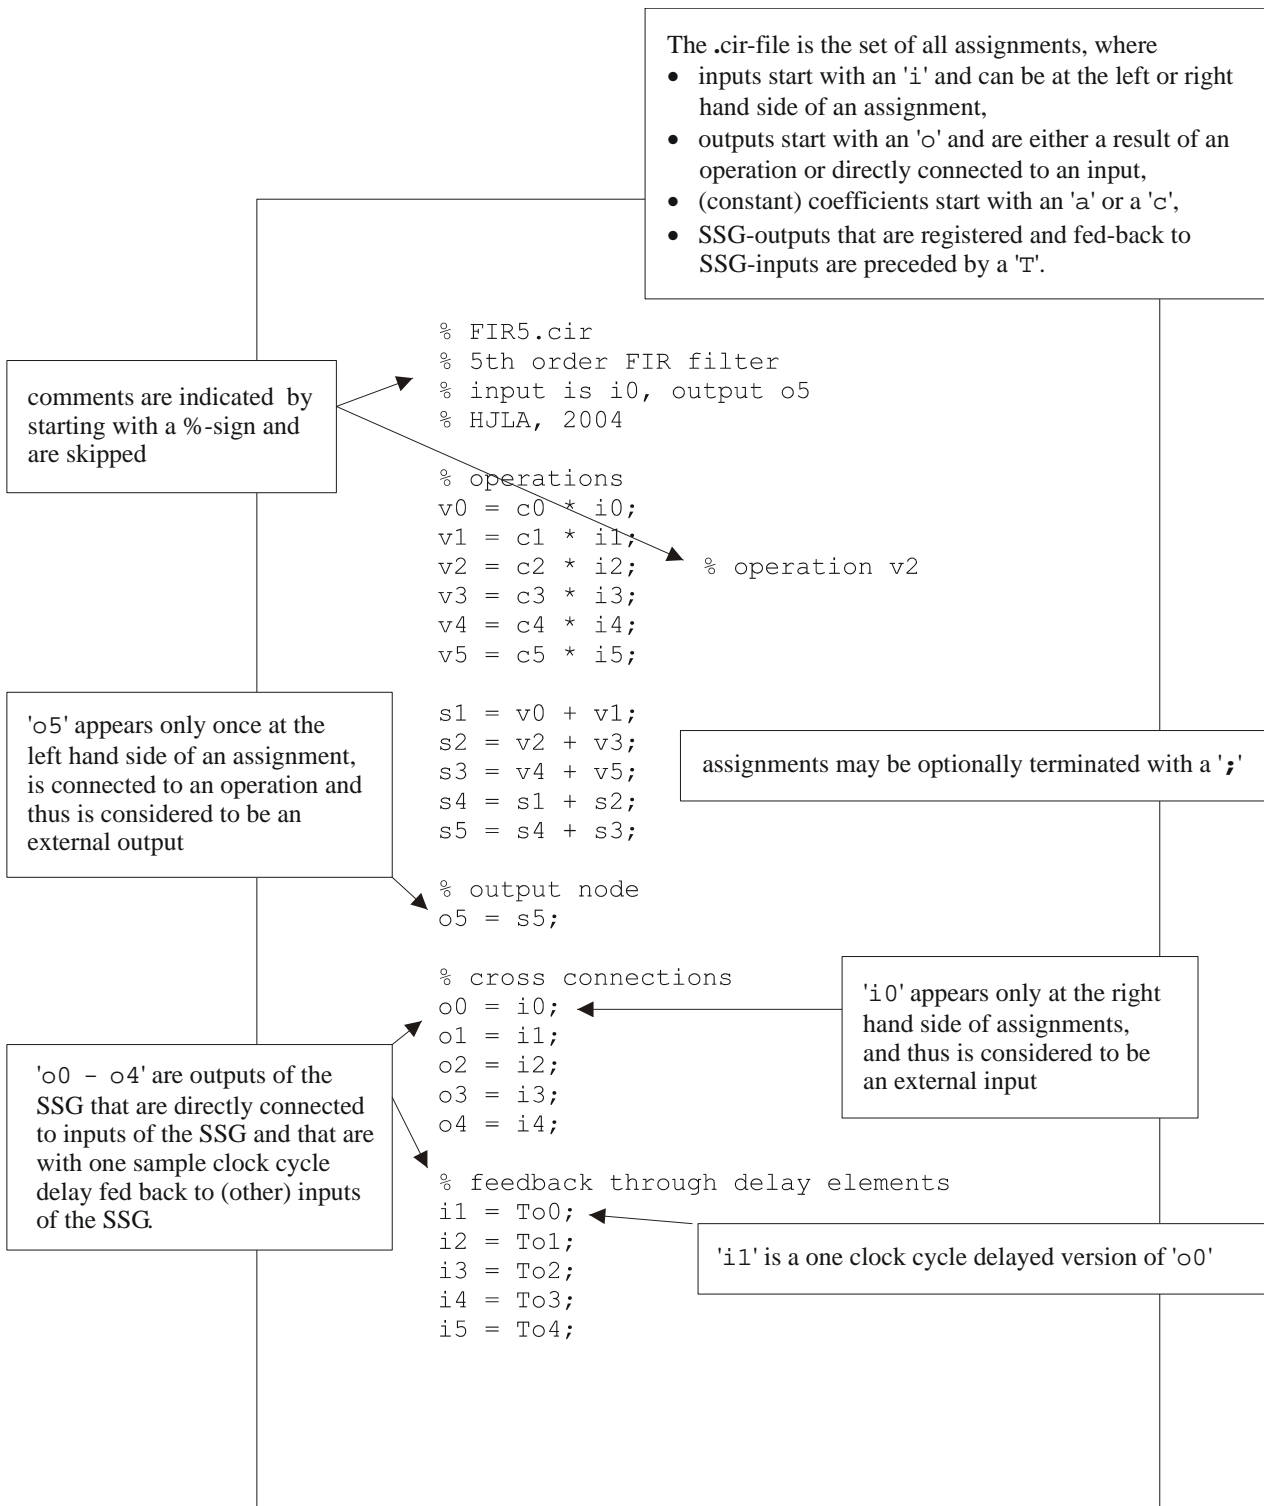 The .cir-file is the set of all assignments, where
• inputs start with an 'i' and can be at the left or right
hand side of an assignment,
• outputs start with an 'o' and are either a result of an
operation or directly connected to an input,
• (constant) coefficients start with an 'a' or a 'c',
• SSG-outputs that are registered and fed-back to
SSG-inputs are preceded by a 'T'.
% FIR5.cir
% 5th order FIR filter
% input is i0, output o5
% HJLA, 2004
comments are indicated by
starting with a %-sign and
are skipped
% operations
v0 = c0 * i0;
v1 = c1 * i1;
v2 = c2 * i2; % operation v2
v3 = c3 * i3;
v4 = c4 * i4;
v5 = c5 * i5;
'o5' appears only once at the
left hand side of an assignment,
is connected to an operation and
thus is considered to be an
external output
s1 = v0 + v1;
s2 = v2 + v3;
s3 = v4 + v5;
s4 = s1 + s2;
s5 = s4 + s3;
assignments may be optionally terminated with a ';'
% output node
o5 = s5;
% cross connections
o0 = i0;
o1 = i1;
o2 = i2;
o3 = i3;
o4 = i4;
'i0' appears only at the right
hand side of assignments,
and thus is considered to be
an external input
'o0 - o4' are outputs of the
SSG that are directly connected
to inputs of the SSG and that are
with one sample clock cycle
delay fed back to (other) inputs
of the SSG.
% feedback through delay elements
i1 = To0;
i2 = To1;
i3 = To2;
i4 = To3;
i5 = To4;
'i1' is a one clock cycle delayed version of 'o0'